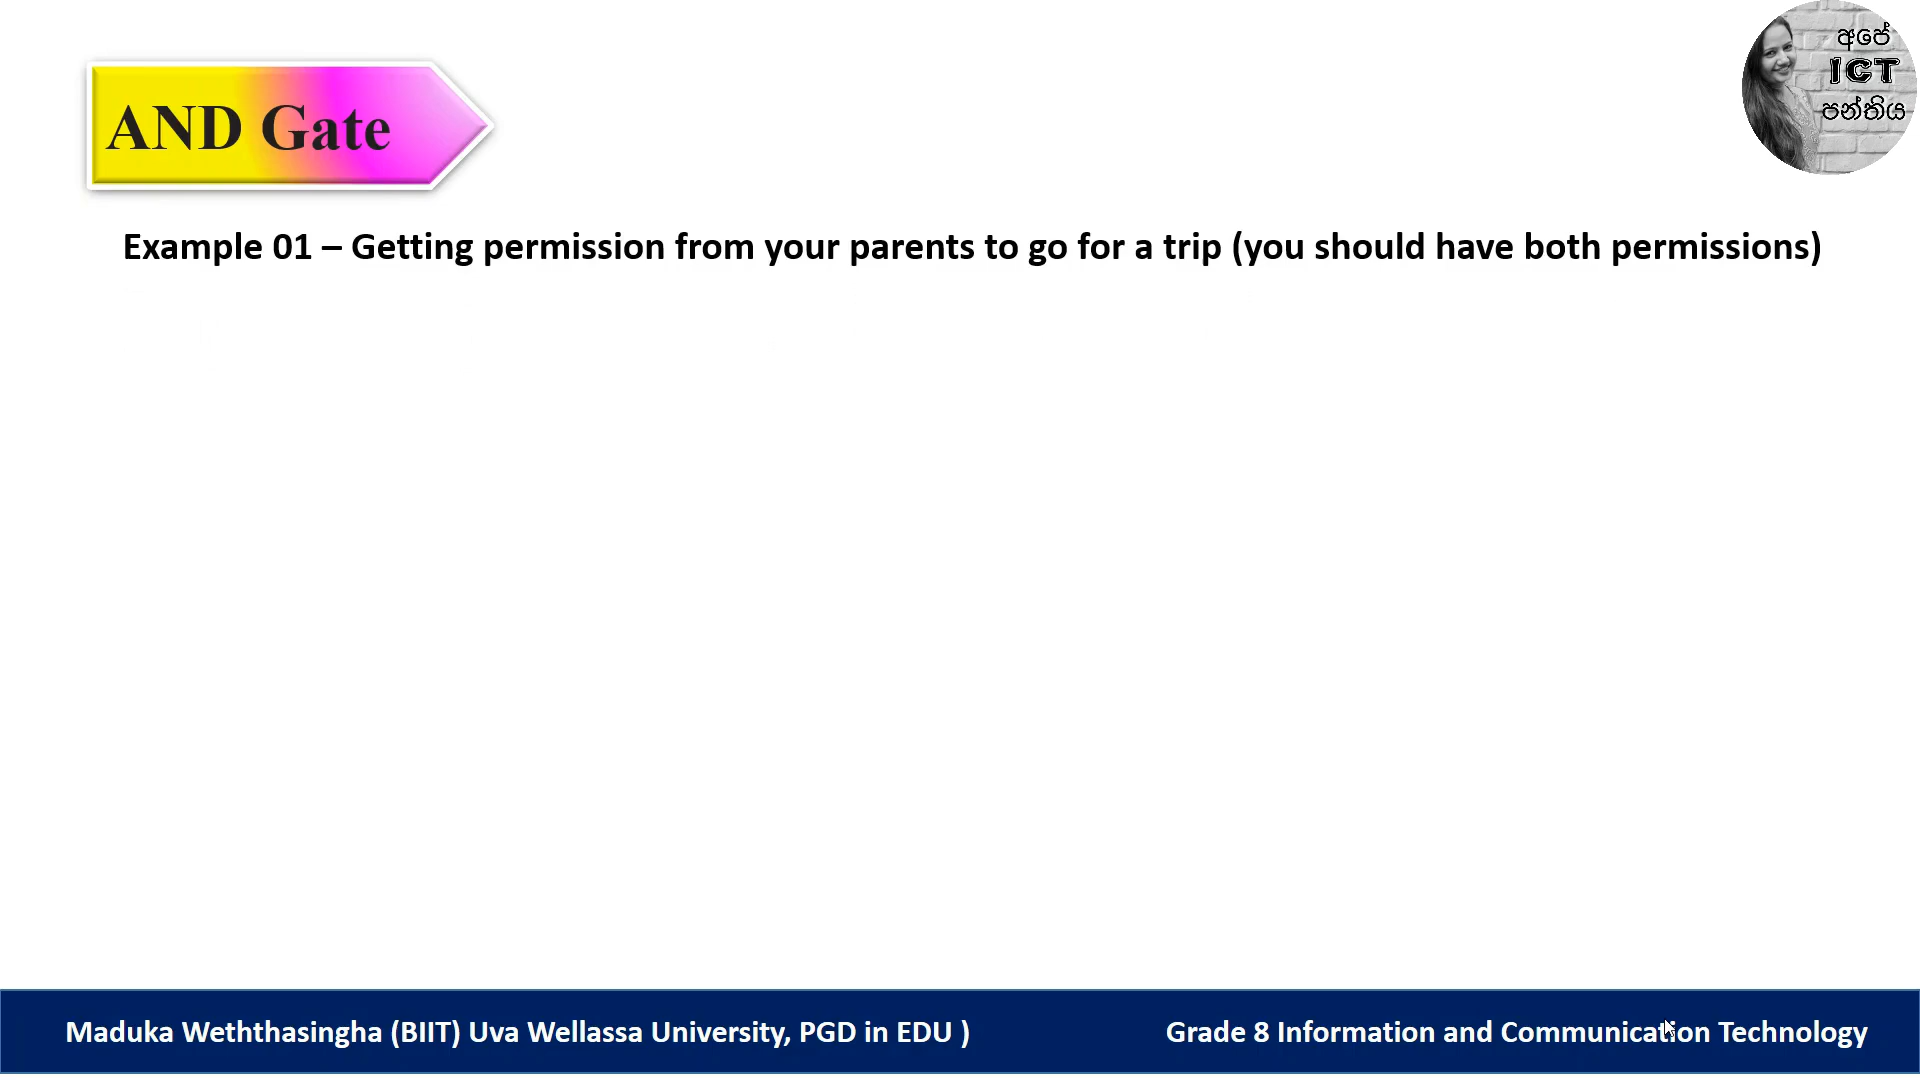 අපේ
ICT
පන්තිය
AND Gate
Example 01 – Getting permission from your parents to go for a trip (you should have both permissions)
Maduka Weththasingha (BIIT) Uva Wellassa University, PGD in EDU )
Grade 8 Information and Communication Technology